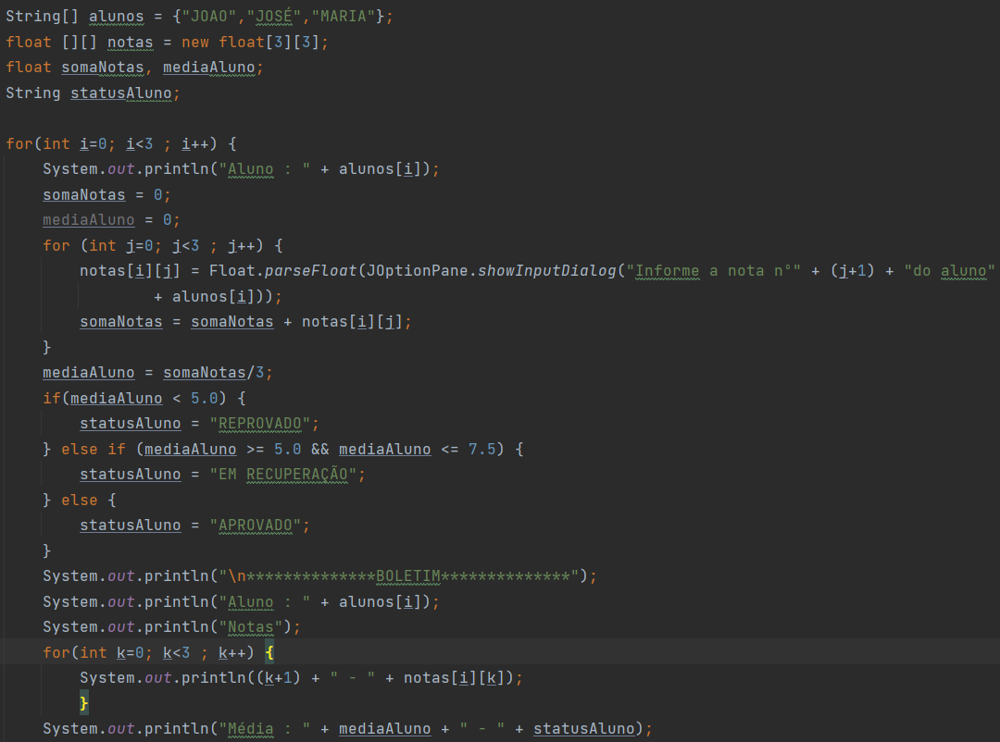 String[] alunos = {"JOAO","JOSÉ","MARIA"};
float [][] notas = new float[3][3];
float somaNotas, mediaAluno;
String statusAluno;
for(int i=0; i<3 ; i++) {
System.out.println("Aluno : " + alunos[i]);
somaNotas = 0;
mediaAluno = 0;
for (int j=0; j<3 ; j++) {
notas[i][j] = Float.parseFloat(JOptionPane.showInputDialog("Informe a nota n°" + (j+1) + "do aluno"
+ alunos[i]));
somaNotas = somaNotas + notas[i][j];
}
mediaAluno = somaNotas/3;
if(mediaAluno < 5.0) {
statusAluno = "REPROVADO";
} else if (mediaAluno >= 5.0 && mediaAluno <= 7.5) {
statusAluno = "EM RECUPERAÇÃO";
} else {
statusAluno = "APROVADO";
}
System.out.println("\n**************BOLETIM**************");
System.out.println("Aluno : " + alunos[i]);
System.out.println("Notas");
for(int k=0; k<3 ; k++) {
System.out.println((k+1) + " - " + notas[i][k]);
}
System.out.println("Média : " + mediaAluno + " - " + statusAluno);